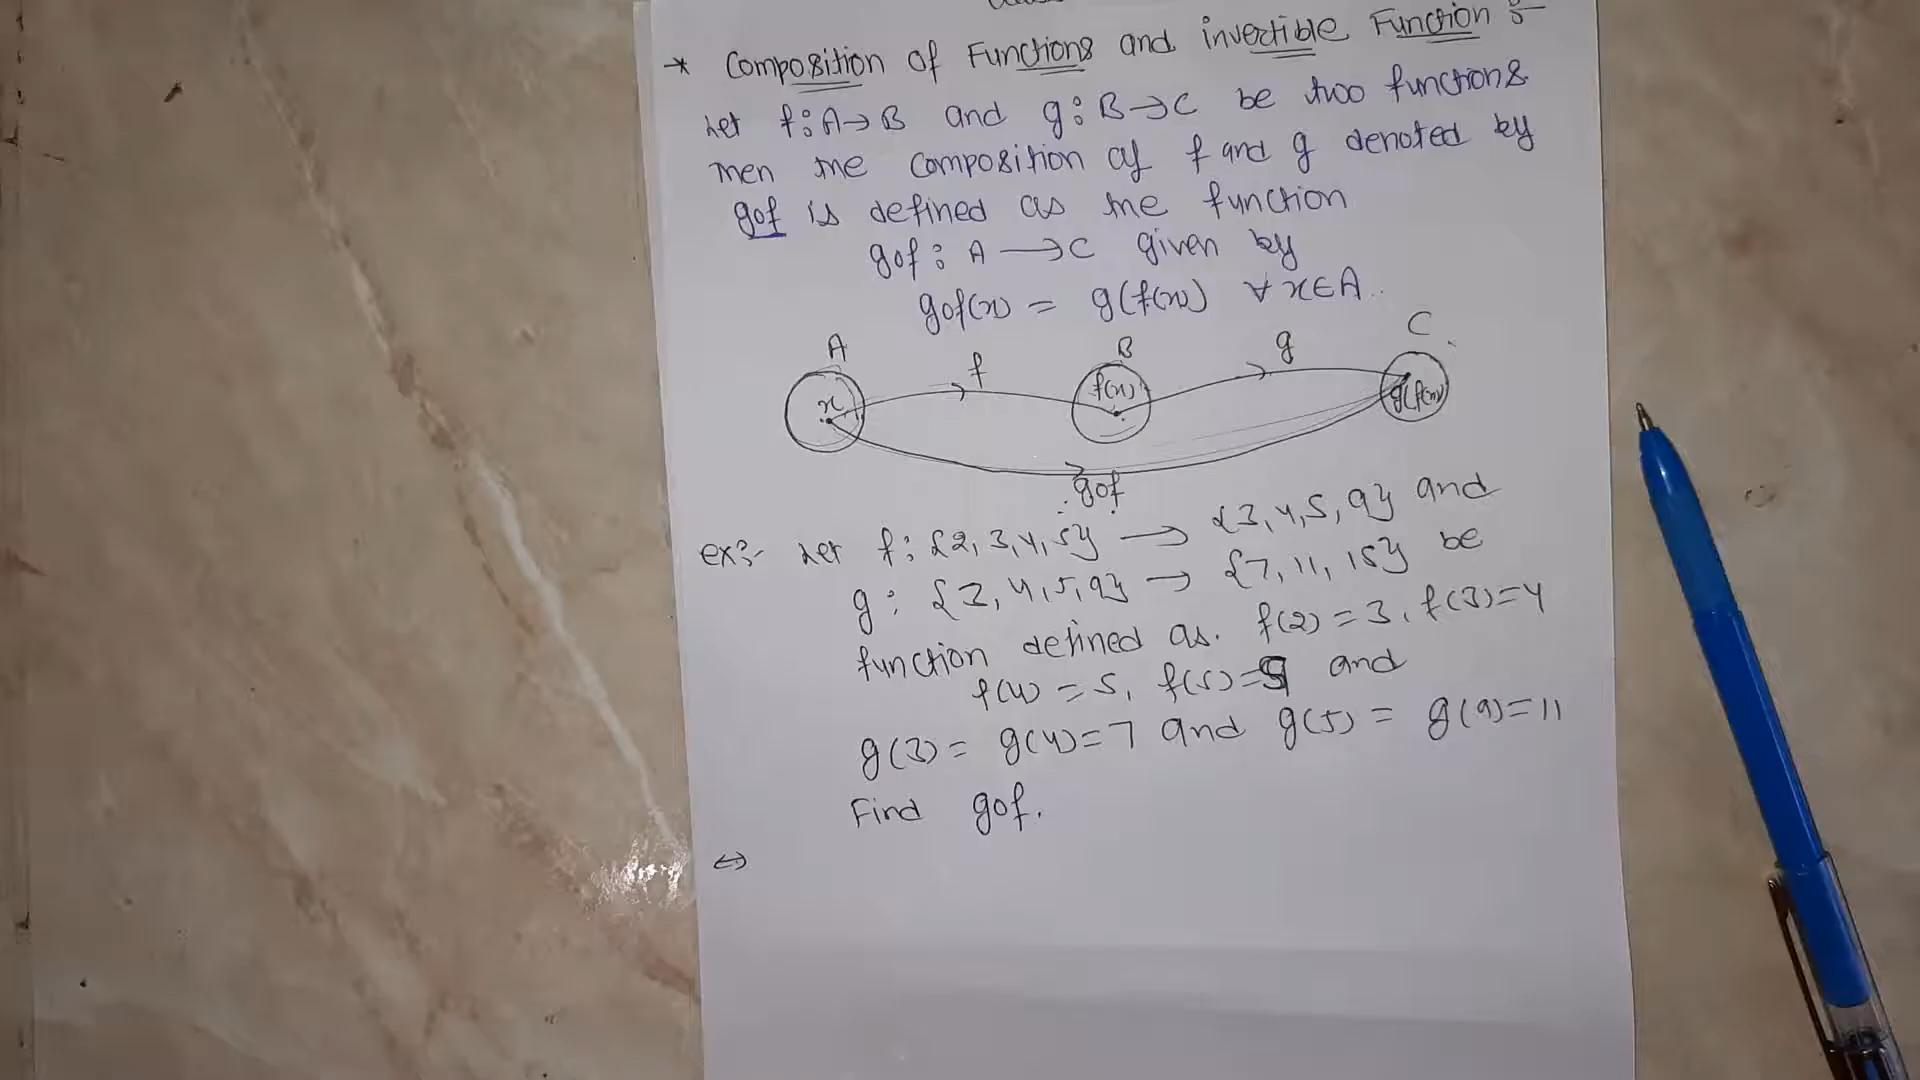 * Composition of Functions and invertible Function :-
Let f: A→B and g: B→C be two functions
then the composition of f and g denoted by
gof is defined as the function
gof: A → C given by
gof(x) = g(f(x)) ∀ x∈A.
A B C
f g
x f(x) g(f(x))
gof
ex:- Let f: {2, 3, 4, 5} → {3, 4, 5, 9} and
g: {3, 4, 5, 9} → {7, 11, 15} be
function defined as. f(2) = 3, f(3) = 4
f(4) = 5, f(5) = 9 and
g(3) = g(4) = 7 and g(5) = g(9) = 11
Find gof.
⇔